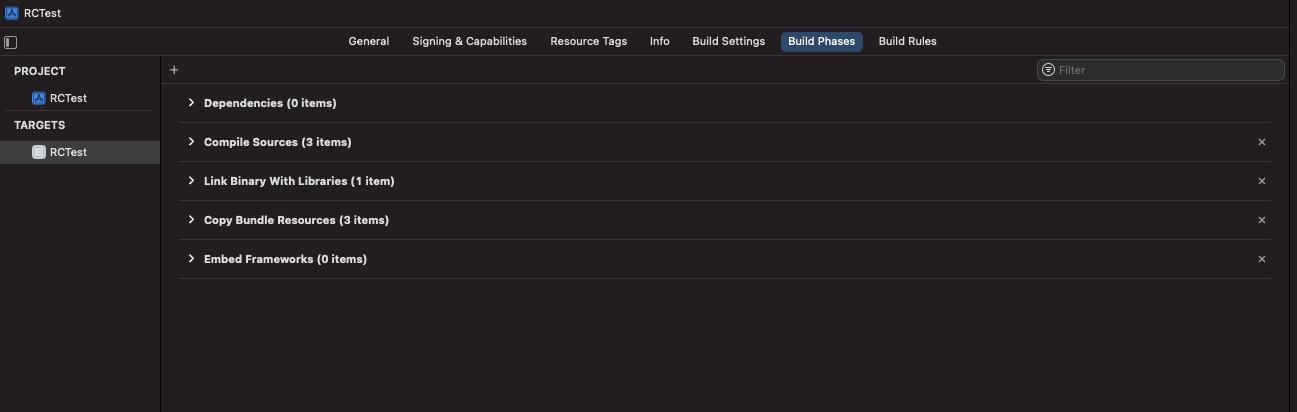 RCTest
General Signing & Capabilities Resource Tags Info Build Settings Build Phases Build Rules
PROJECT
RCTest
TARGETS
RCTest
+ Filter
Dependencies (0 items)
Compile Sources (3 items)
Link Binary With Libraries (1 item)
Copy Bundle Resources (3 items)
Embed Frameworks (0 items)